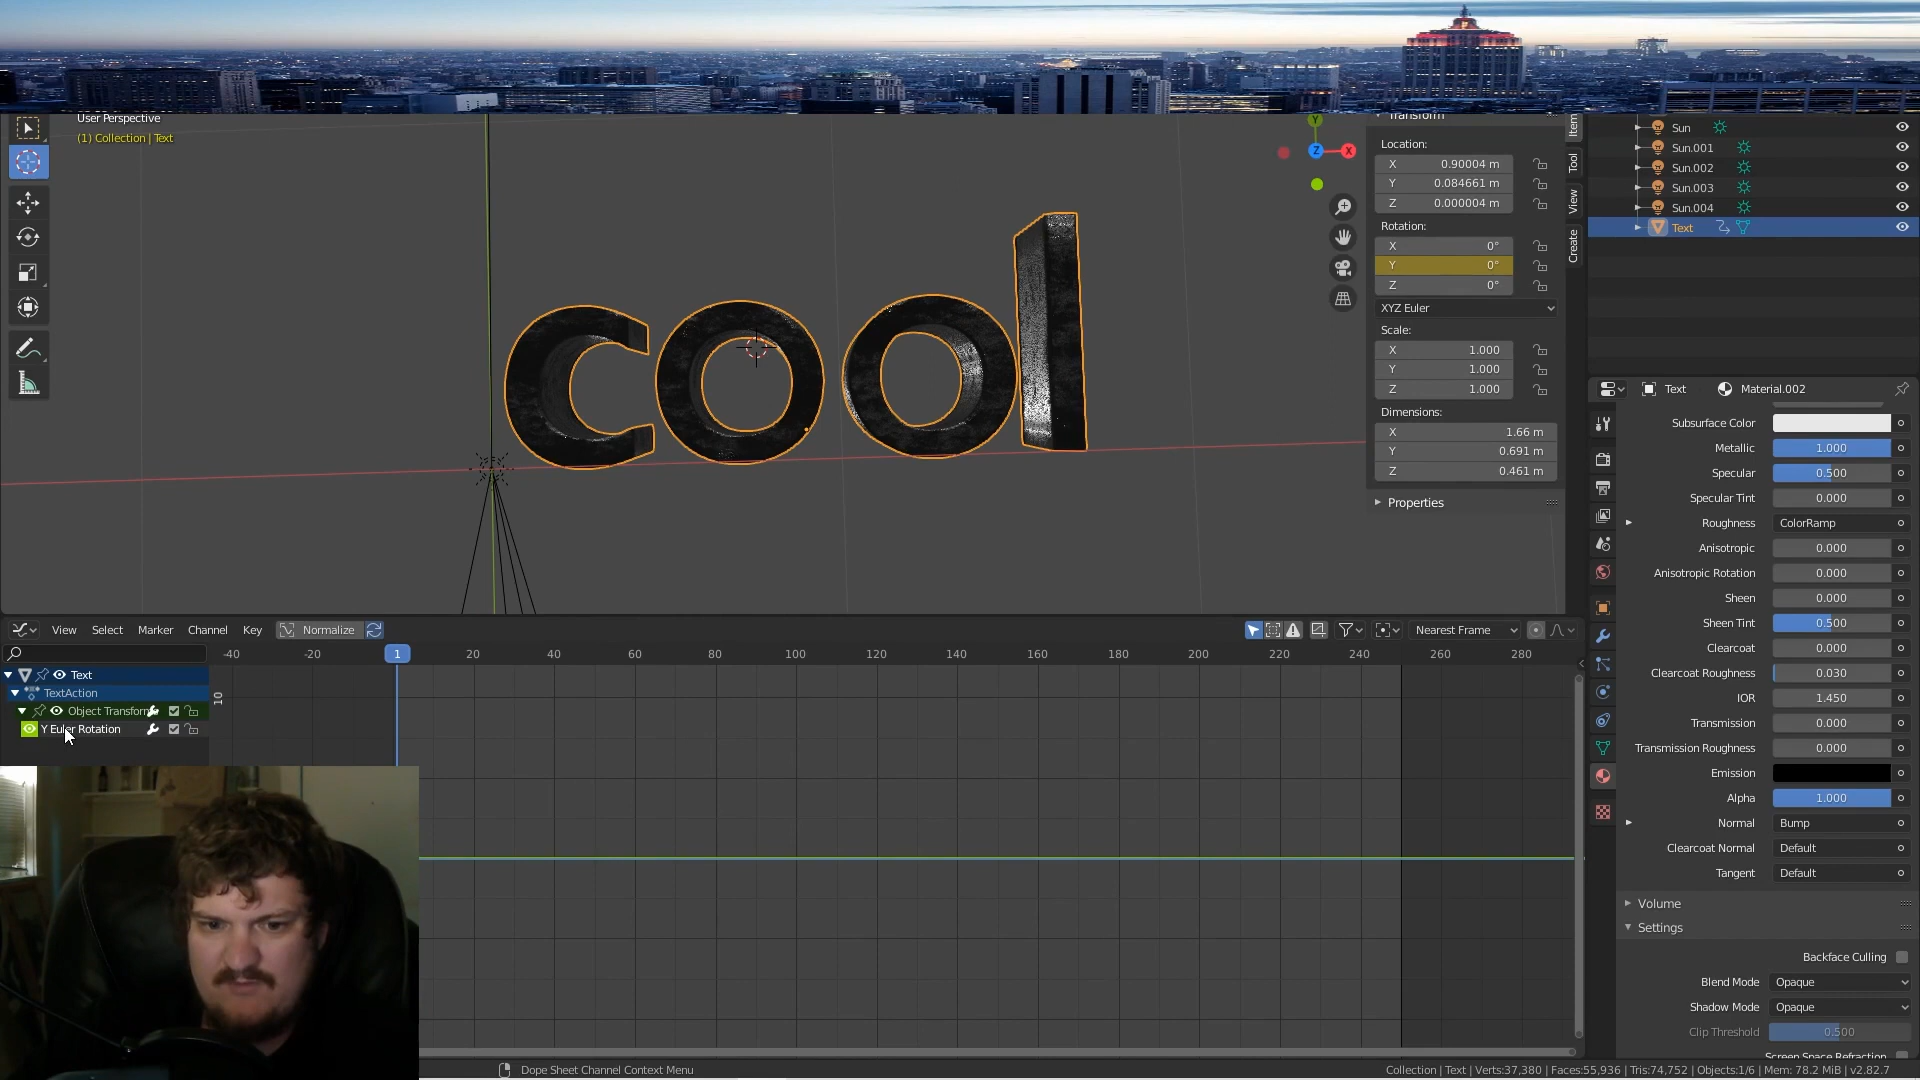 User Perspective
(1) Collection | Text
cool
Transform
Location:
X 0.90004 m
Y 0.084661 m
Z 0.000004 m
Rotation:
X 0°
Y 0°
Z 0°
XYZ Euler
Scale:
X 1.000
Y 1.000
Z 1.000
Dimensions:
X 1.66 m
Y 0.691 m
Z 0.461 m
Properties
Item
Tool
View
Create
Y
Z
X
Sun
Sun.001
Sun.002
Sun.003
Sun.004
Text
Text Material.002
Subsurface Color
Metallic 1.000
Specular 0.500
Specular Tint 0.000
Roughness ColorRamp
Anisotropic 0.000
Anisotropic Rotation 0.000
Sheen 0.000
Sheen Tint 0.500
Clearcoat 0.000
Clearcoat Roughness 0.030
IOR 1.450
Transmission 0.000
Transmission Roughness 0.000
Emission
Alpha 1.000
Normal Bump
Clearcoat Normal Default
Tangent Default
Volume
Settings
Backface Culling
Blend Mode Opaque
Shadow Mode Opaque
Clip Threshold 0.500
Screen Space Refraction
View Select Marker Channel Key Normalize Nearest Frame
-40 -20 1 20 40 60 80 100 120 140 160 180 200 220 240 260 280
10
Text
TextAction
Object Transform
Y Euler Rotation
Dope Sheet Channel Context Menu
Collection | Text | Verts:37,380 | Faces:55,936 | Tris:74,752 | Objects:1/6 | Mem: 78.2 MiB | v2.82.7